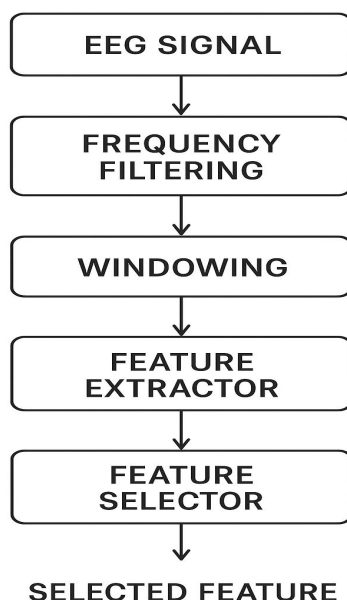 EEG SIGNAL
FREQUENCY
FILTERING
WINDOWING
FEATURE
EXTRACTOR
FEATURE
SELECTOR
SELECTED FEATURE